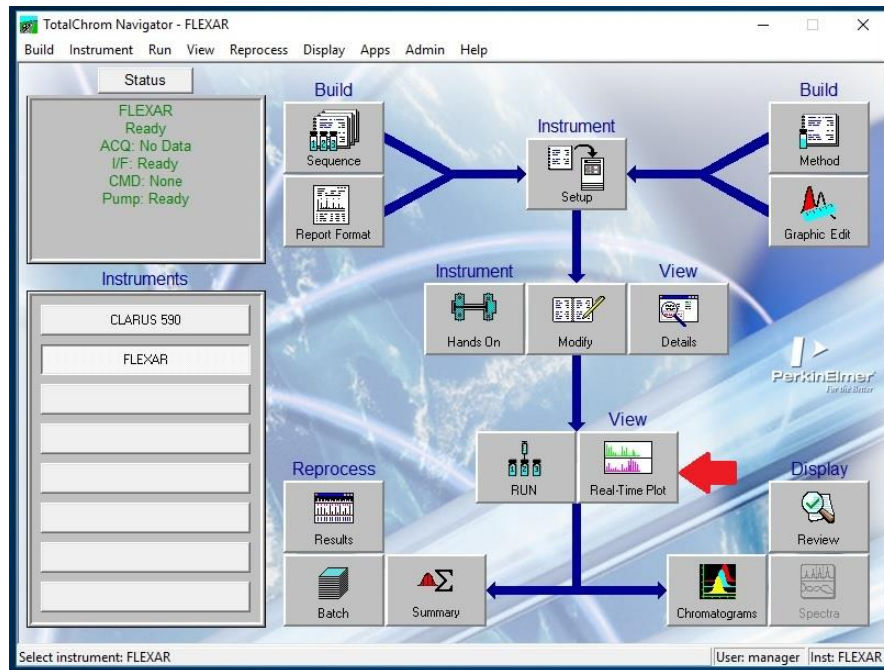 TotalChrom Navigator - FLEXAR
Build Instrument Run View Reprocess Display Apps Admin Help
Status
FLEXAR
Ready
ACQ: No Data
I/F: Ready
CMD: None
Pump: Ready
Instruments
CLARUS 590
FLEXAR
Build
Sequence
Report Format
Instrument
Setup
Build
Method
Graphic Edit
Instrument
Hands On
Modify
View
Details
PerkinElmer
For the Better
View
RUN
Real-Time Plot
Reprocess
Results
Batch
Summary
Display
Review
Chromatograms
Spectra
Select instrument: FLEXAR
User: manager
Inst: FLEXAR